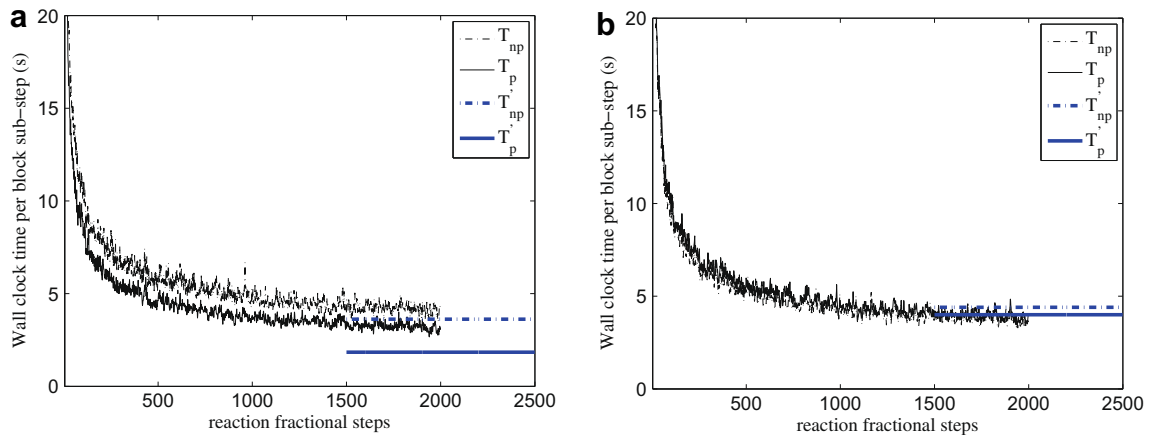 a
Wall clock time per block sub-step (s)
20
15
10
5
0
500
1000
1500
2000
2500
reaction fractional steps
T_np
T_p
T'_np
T'_p
b
Wall clock time per block sub-step (s)
20
15
10
5
0
500
1000
1500
2000
2500
reaction fractional steps
T_np
T_p
T'_np
T'_p